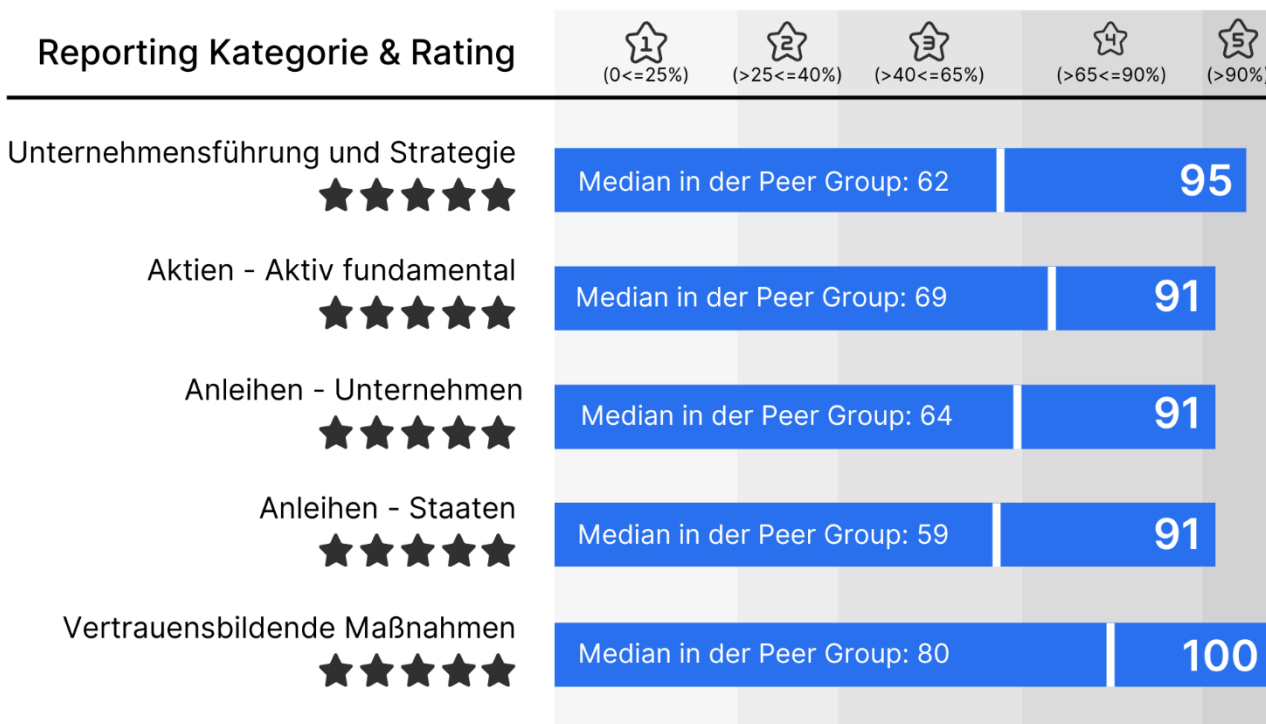 Reporting Kategorie & Rating
1 2 3 4 5
(0<=25%) (>25<=40%) (>40<=65%) (>65<=90%) (>90%)
Unternehmensführung und Strategie
Median in der Peer Group: 62 95
Aktien - Aktiv fundamental
Median in der Peer Group: 69 91
Anleihen - Unternehmen
Median in der Peer Group: 64 91
Anleihen - Staaten
Median in der Peer Group: 59 91
Vertrauensbildende Maßnahmen
Median in der Peer Group: 80 100